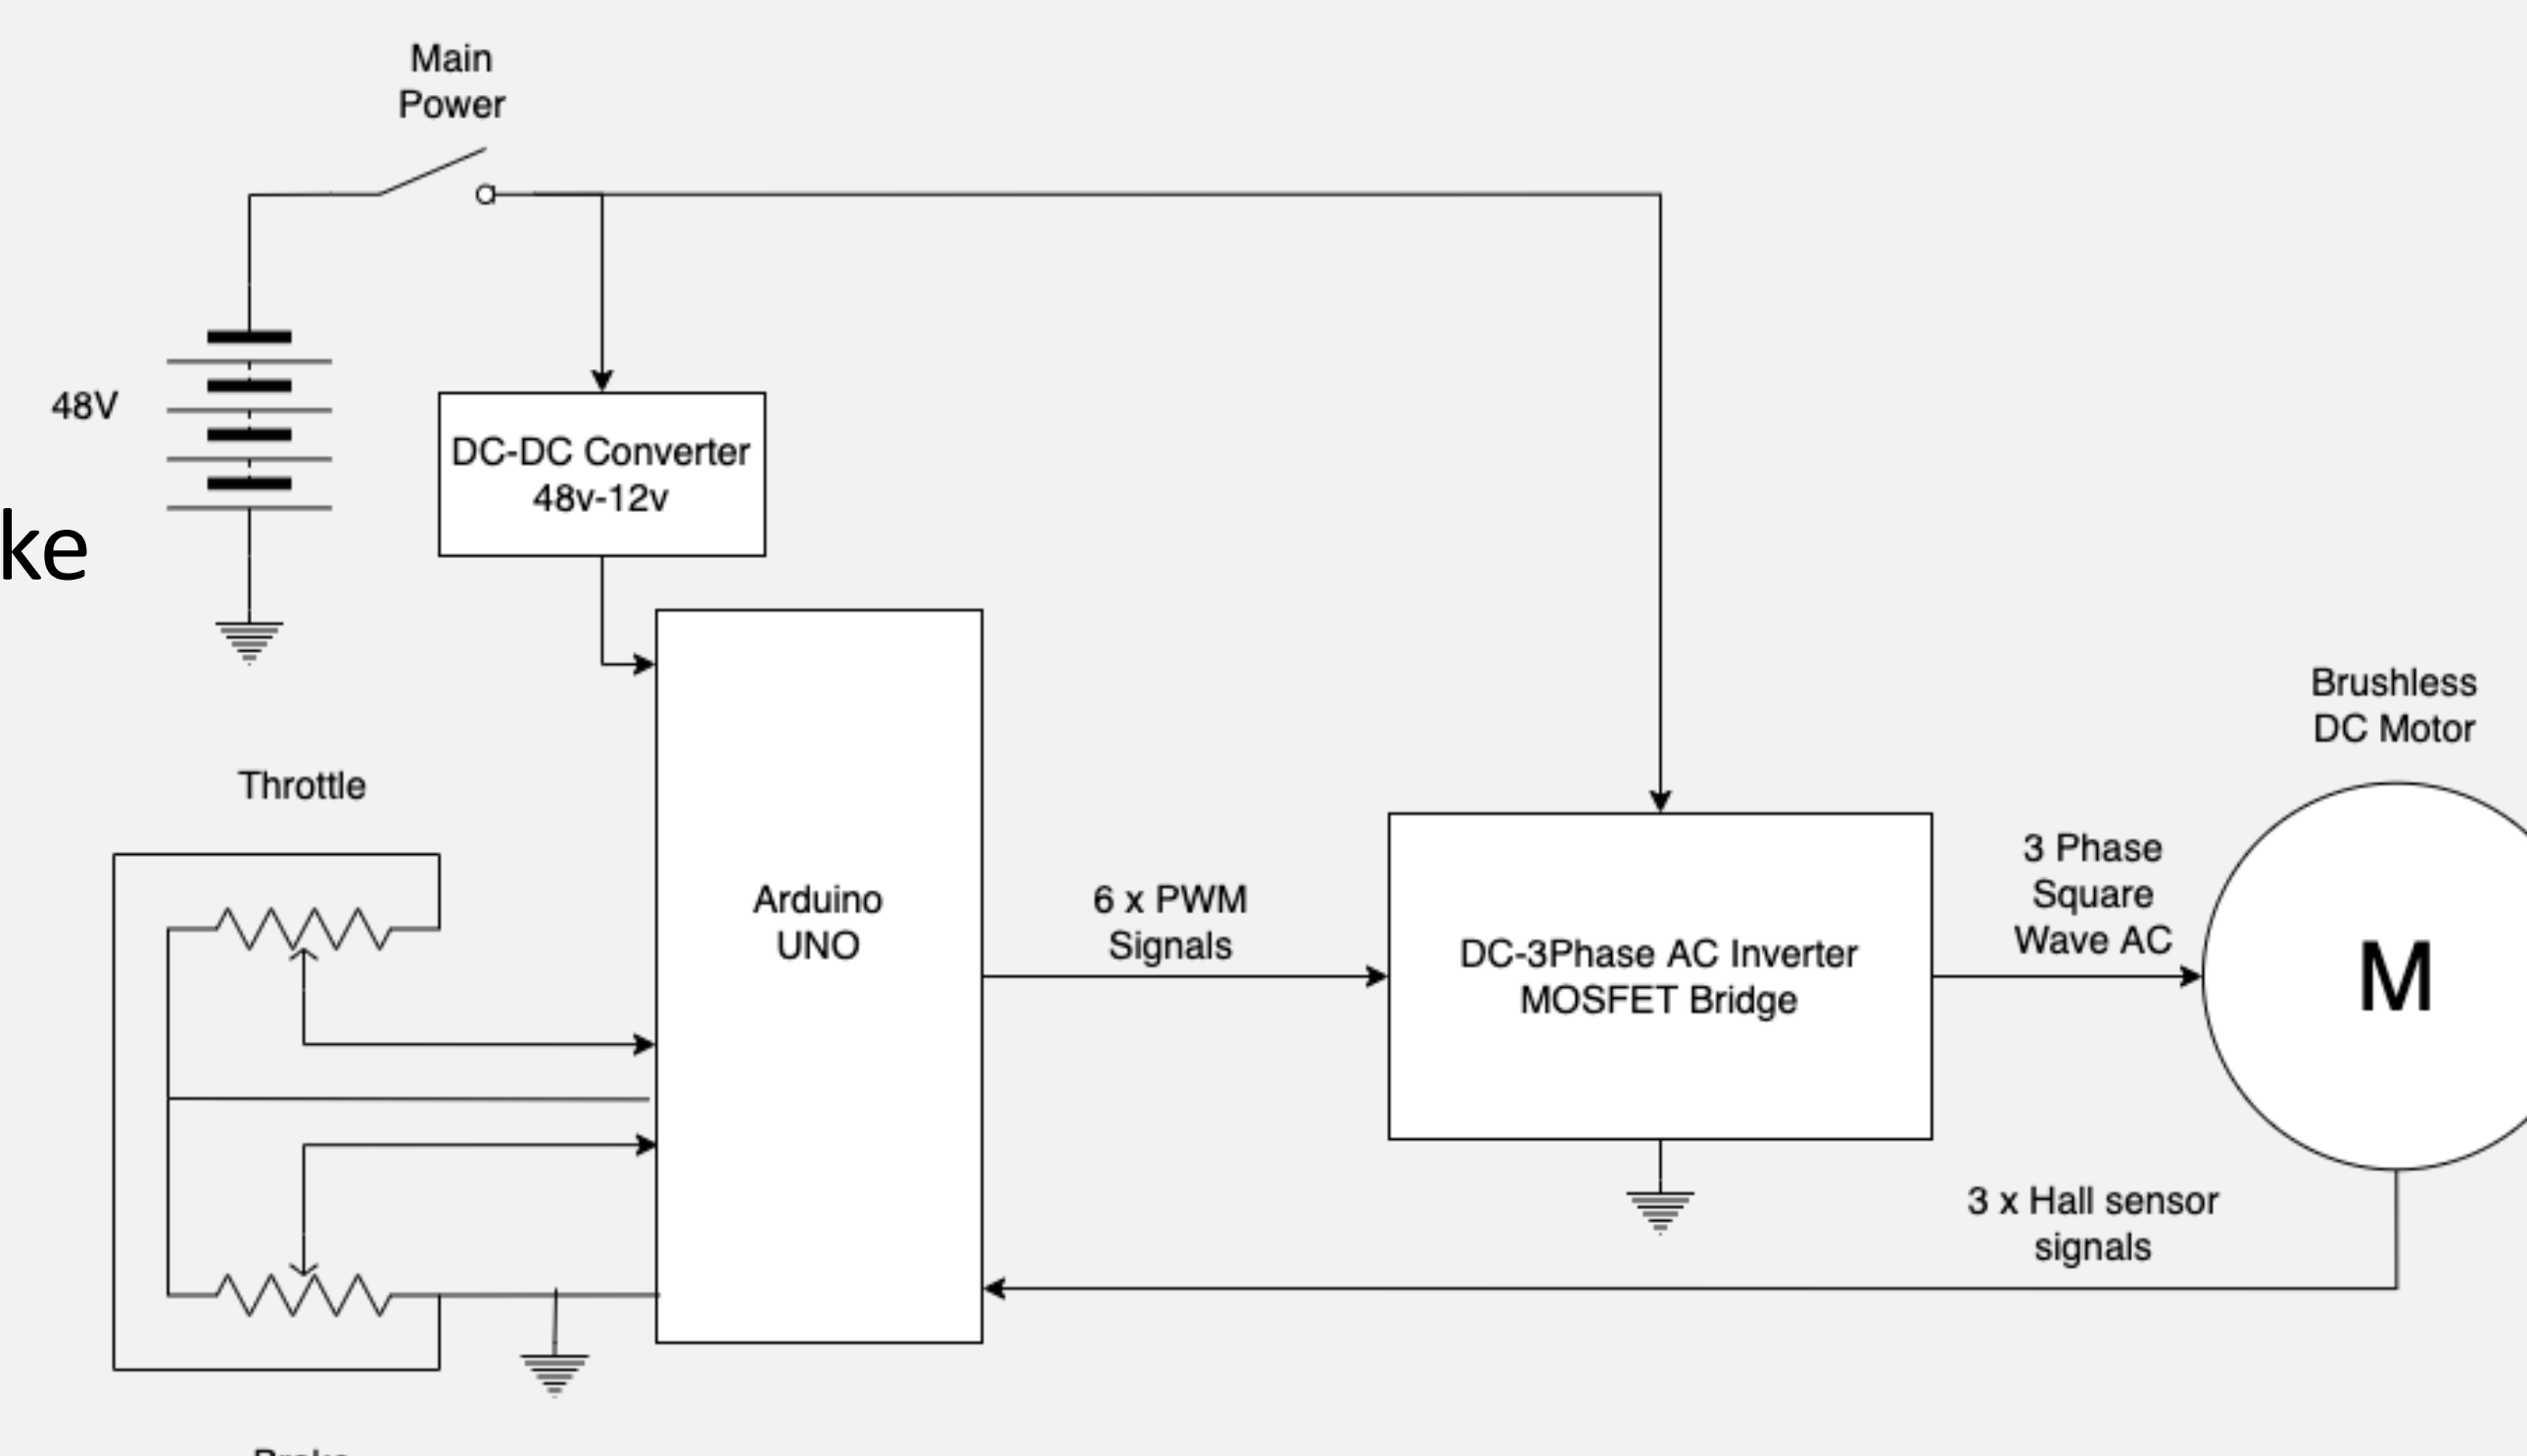 Main
Power
48V
DC-DC Converter
48v-12v
ke
Throttle
Arduino
UNO
6 x PWM
Signals
DC-3Phase AC Inverter
MOSFET Bridge
3 Phase
Square
Wave AC
Brushless
DC Motor
M
3 x Hall sensor
signals